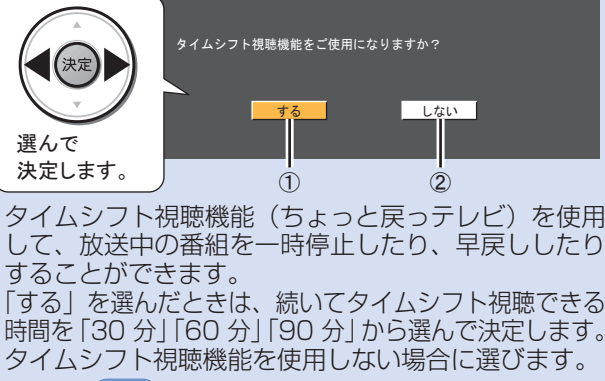 タイムシフト視聴機能をご使用になりますか？
決定
する
しない
選んで
決定します。
①
②
タイムシフト視聴機能（ちょっと戻っテレビ）を使用
して、放送中の番組を一時停止したり、早戻ししたり
することができます。
「する」を選んだときは、続いてタイムシフト視聴できる
時間を「30 分」「60 分」「90 分」から選んで決定します。
タイムシフト視聴機能を使用しない場合に選びます。